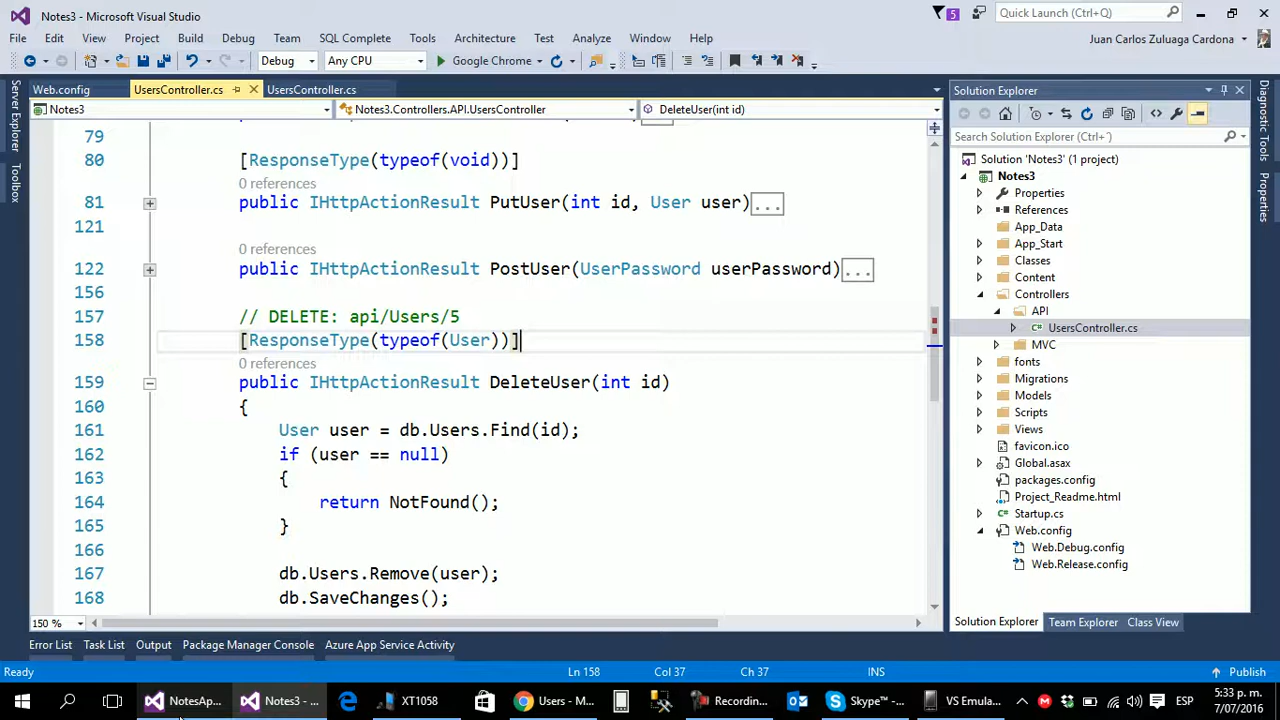 Notes3 - Microsoft Visual Studio
5
Quick Launch (Ctrl+Q)
File Edit View Project Build Debug Team SQL Complete Tools Architecture Test Analyze Window Help
Juan Carlos Zuluaga Cardona
Debug Any CPU Google Chrome
Web.config UsersController.cs UsersController.cs
Notes3 Notes3.Controllers.API.UsersController DeleteUser(int id)
Server Explorer
Toolbox
79
80 [ResponseType(typeof(void))]
0 references
81 public IHttpActionResult PutUser(int id, User user)...
121
0 references
122 public IHttpActionResult PostUser(UserPassword userPassword)...
156
157 // DELETE: api/Users/5
158 [ResponseType(typeof(User))]
0 references
159 public IHttpActionResult DeleteUser(int id)
160 {
161 User user = db.Users.Find(id);
162 if (user == null)
163 {
164 return NotFound();
165 }
166
167 db.Users.Remove(user);
168 db.SaveChanges();
150 %
Solution Explorer
Search Solution Explorer (Ctrl+´)
Solution 'Notes3' (1 project)
Notes3
Properties
References
App_Data
App_Start
Classes
Content
Controllers
API
UsersController.cs
MVC
fonts
Migrations
Models
Scripts
Views
favicon.ico
Global.asax
packages.config
Project_Readme.html
Startup.cs
Web.config
Web.Debug.config
Web.Release.config
Solution Explorer Team Explorer Class View
Diagnostic Tools
Properties
Error List Task List Output Package Manager Console Azure App Service Activity
Ready Ln 158 Col 37 Ch 37 INS Publish
NotesAp... Notes3 - ... XT1058 Users - M... Recordin... Skype™ -... VS Emula... ESP 5:33 p. m.
7/07/2016